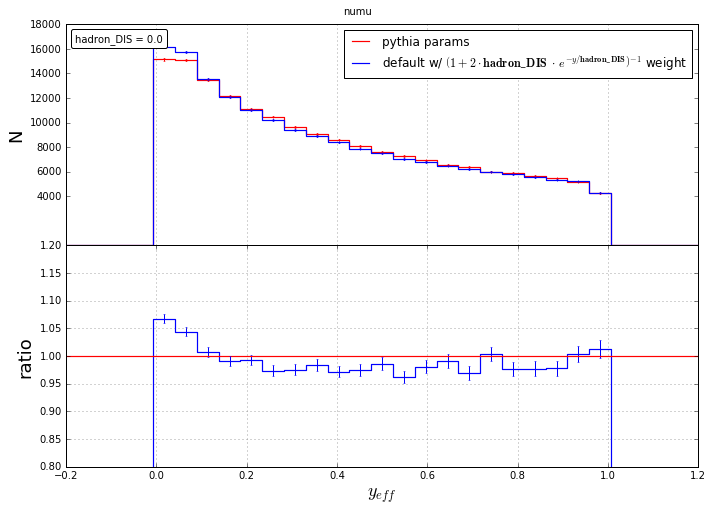 numu
hadron_DIS = 0.0
pythia params
default w/ (1 + 2 · hadron_DIS · e^{−y/hadron_DIS})^{−1} weight
N
18000
16000
14000
12000
10000
8000
6000
4000
ratio
1.20
1.15
1.10
1.05
1.00
0.95
0.90
0.85
0.80
−0.2 0.0 0.2 0.4 0.6 0.8 1.0 1.2
y_{eff}